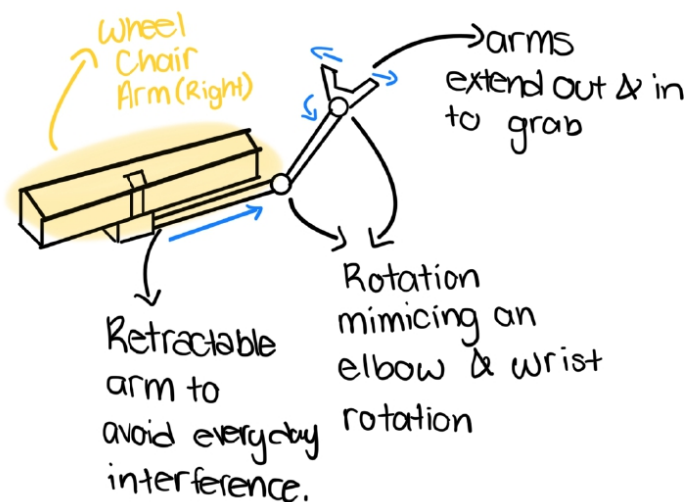 Wheel
Chair
Arm(Right)
arms
extend out & in
to grab
Rotation
mimicing an
elbow & wrist
rotation
Retractable
arm to
avoid everyday
interference.